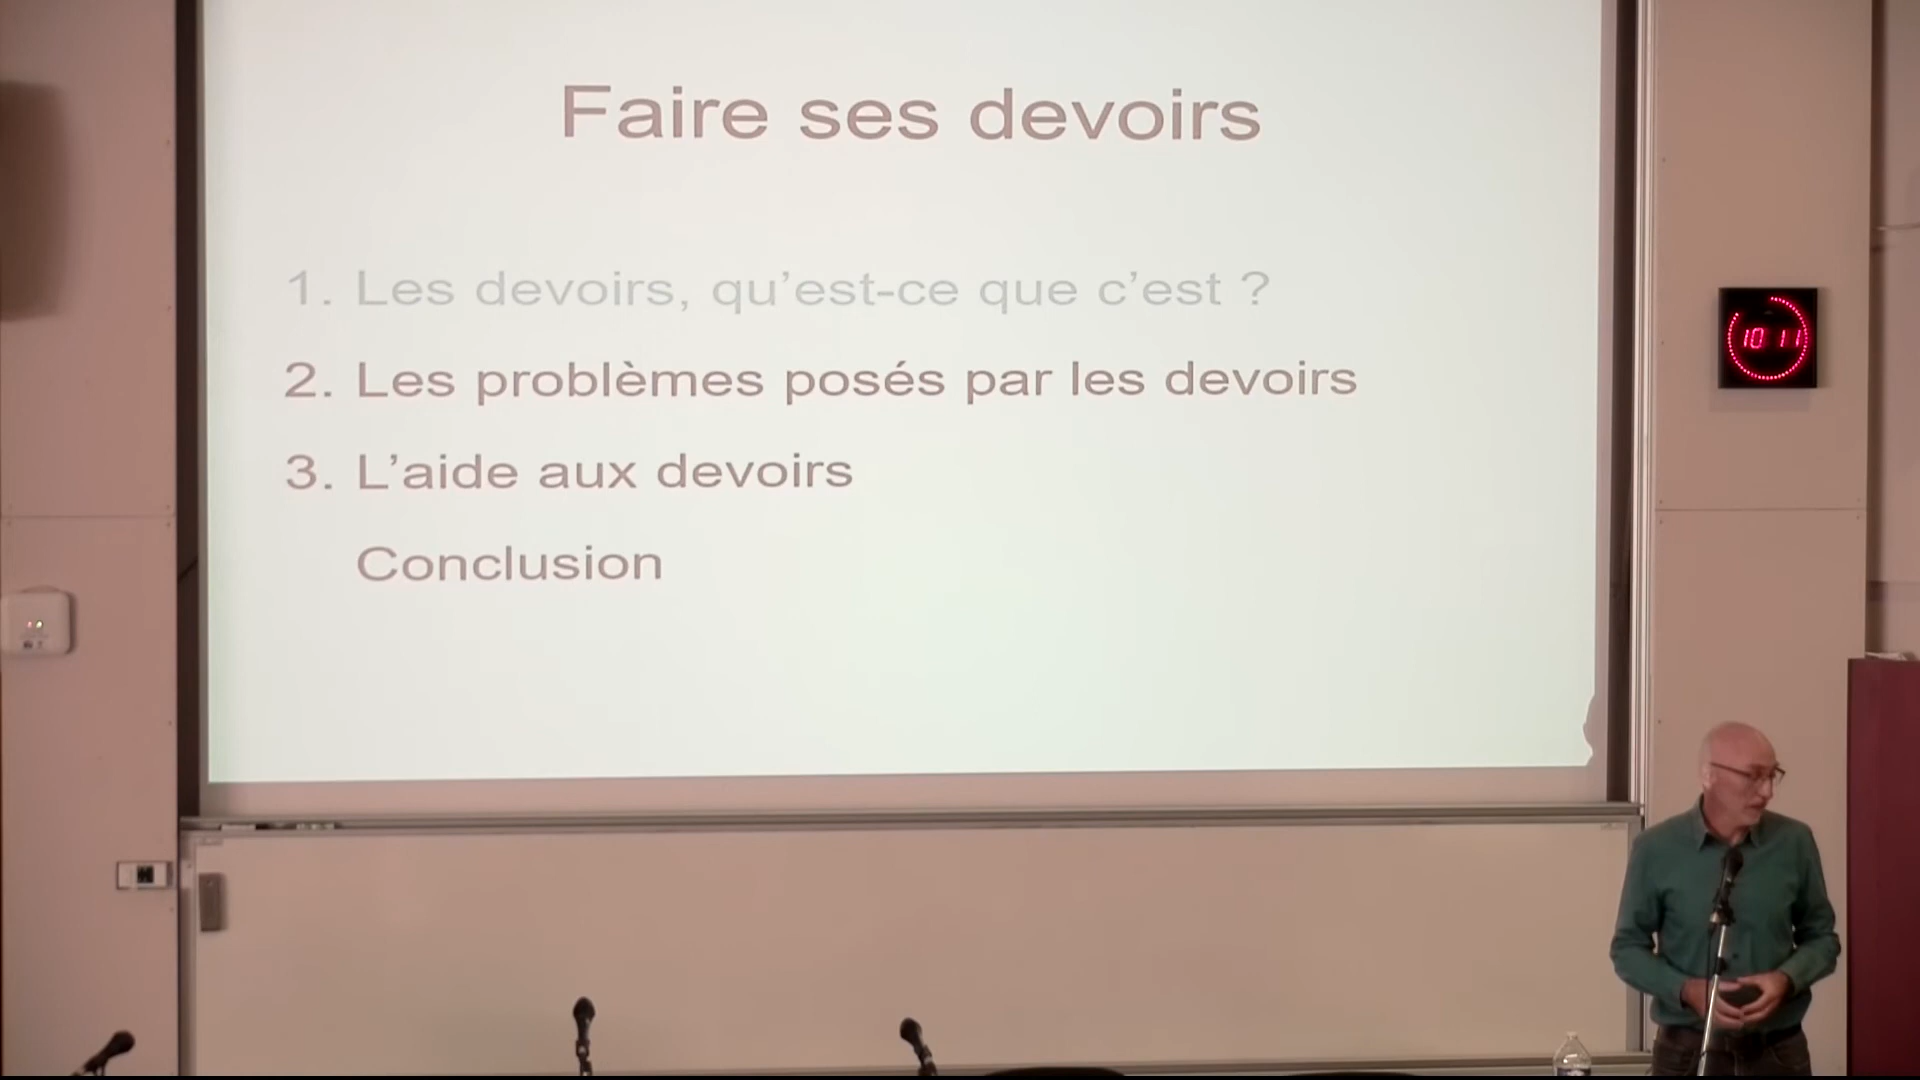 Faire ses devoirs
1. Les devoirs, qu’est-ce que c’est ?
2. Les problèmes posés par les devoirs
3. L’aide aux devoirs
Conclusion
10 11